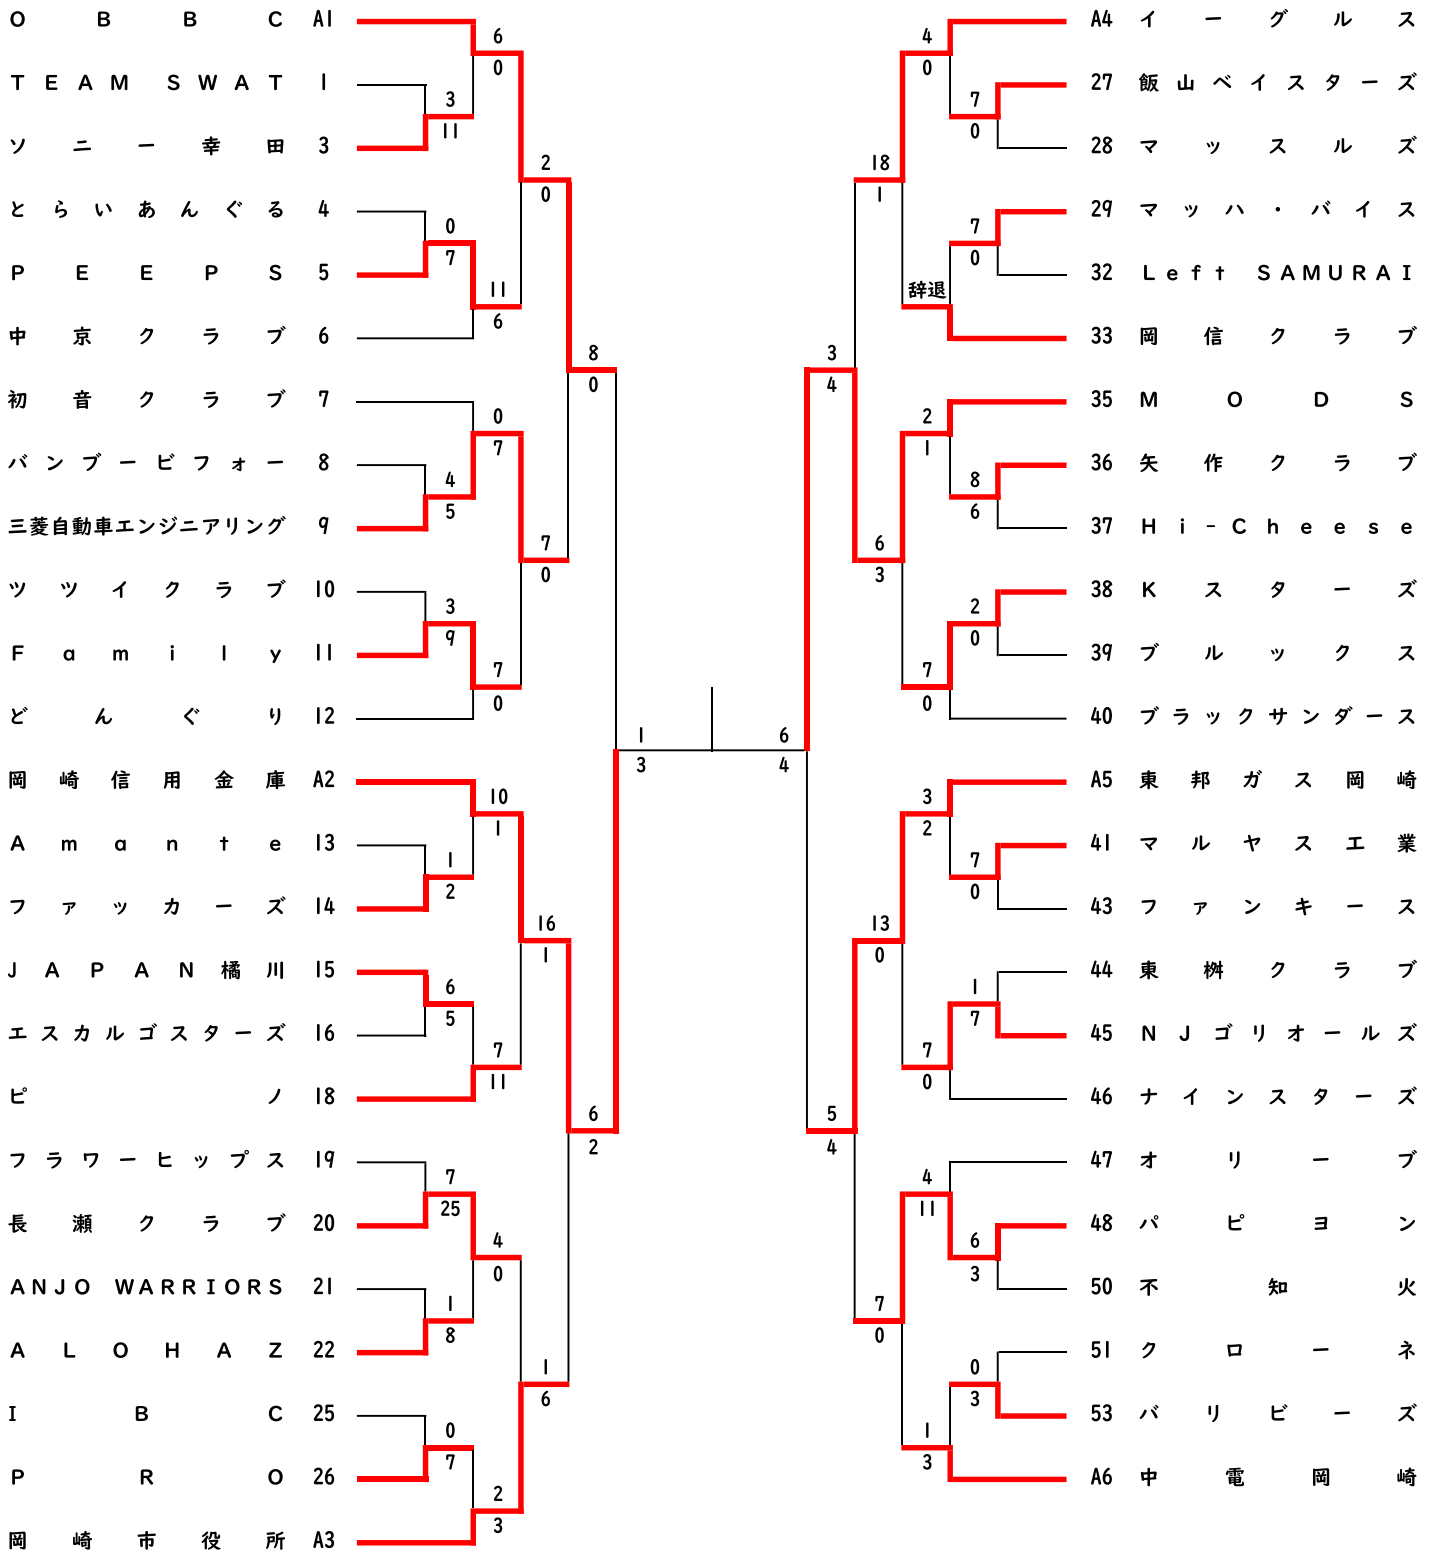 OBBC A1
TEAM SWAT 1
ソニー幸田 3
とらいあんぐる 4
PEEPS 5
中京クラブ 6
初音クラブ 7
バンブービフォー 8
三菱自動車エンジニアリング 9
ツツイクラブ 10
Family 11
どんぐり 12
岡崎信用金庫 A2
Amante 13
ファッカーズ 14
JAPAN橘川 15
エスカルゴスターズ 16
ピノ 18
フラワーヒップス 19
長瀬クラブ 20
ANJO WARRIORS 21
ALOHAZ 22
IBC 25
PRO 26
岡崎市役所 A3
6
0
3
11
2
0
0
7
11
6
8
0
0
7
4
5
7
0
3
9
7
0
1
3
10
1
1
2
16
1
6
5
7
11
6
2
7
25
4
0
1
8
1
6
0
7
2
3
4
0
7
0
18
1
7
0
辞退
3
4
2
1
8
6
6
3
2
0
7
0
6
4
3
2
7
0
13
0
1
7
7
0
5
4
4
11
6
3
7
0
0
3
1
3
A4 イーグルス
27 飯山ベイスターズ
28 マッスルズ
29 マッハ・バイス
32 Left SAMURAI
33 岡信クラブ
35 MODS
36 矢作クラブ
37 Hi-Cheese
38 Kスターズ
39 ブルックス
40 ブラックサンダース
A5 東邦ガス岡崎
41 マルヤス工業
43 ファンキース
44 東桝クラブ
45 NJゴリオールズ
46 ナインスターズ
47 オリーブ
48 パピヨン
50 不知火
51 クローネ
53 バリビーズ
A6 中電岡崎